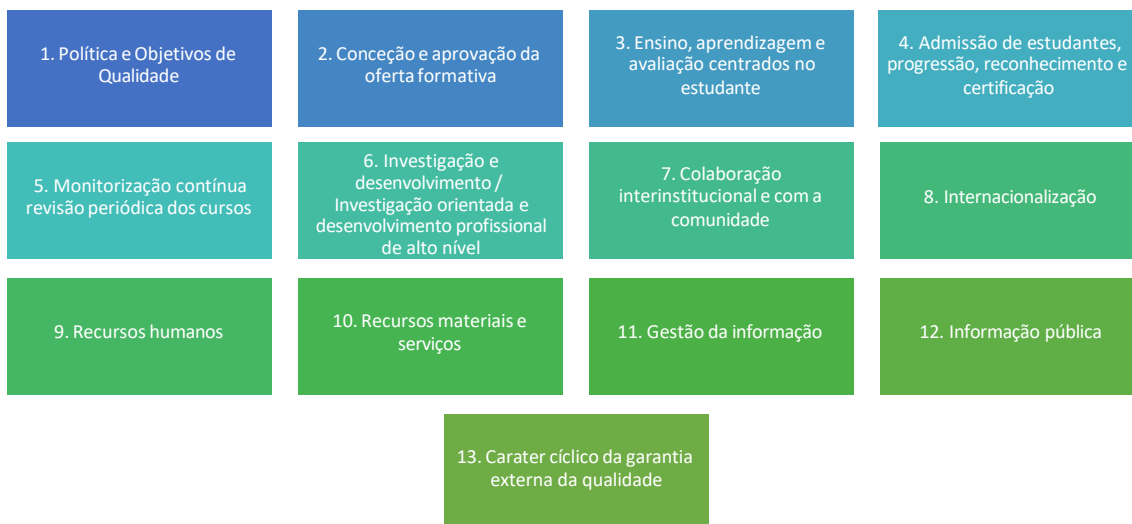 1. Política e Objetivos de
Qualidade
2. Conceção e aprovação da
oferta formativa
3. Ensino, aprendizagem e
avaliação centrados no
estudante
4. Admissão de estudantes,
progressão, reconhecimento e
certificação
5. Monitorização contínua
revisão periódica dos cursos
6. Investigação e
desenvolvimento /
Investigação orientada e
desenvolvimento profissional
de alto nível
7. Colaboração
interinstitucional e com a
comunidade
8. Internacionalização
9. Recursos humanos
10. Recursos materiais e
serviços
11. Gestão da informação
12. Informação pública
13. Carater cíclico da garantia
externa da qualidade